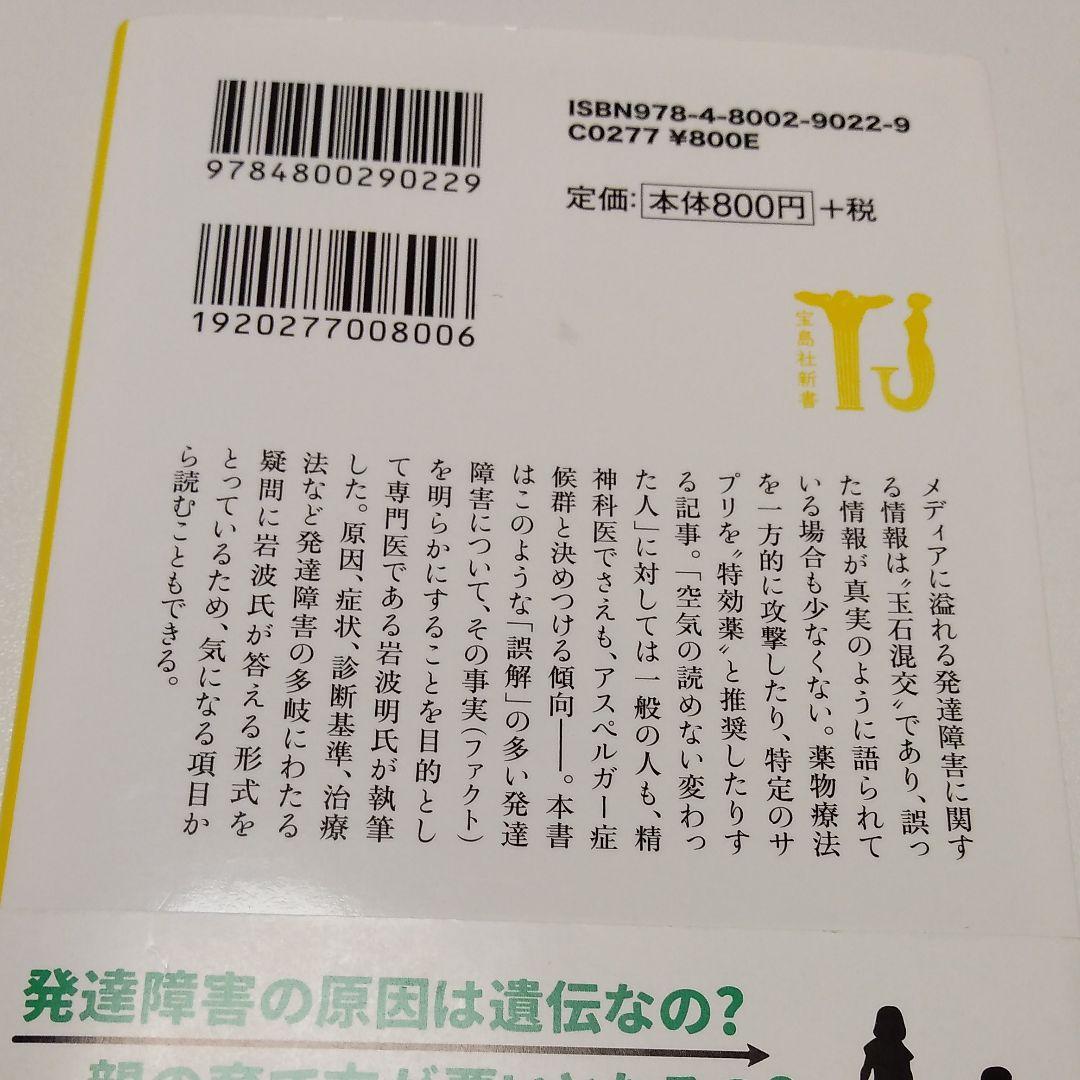 9784800290229
ISBN978-4-8002-9022-9
C0277 ¥800E
定価:本体800円+税
1920277008006
宝島社新書
TJ
メディアに溢れる発達障害に関す
る情報は〝玉石混交〟であり、誤っ
た情報が真実のように語られて
いる場合も少なくない。薬物療法
を一方的に攻撃したり、特定のサ
プリを〝特効薬〟と推奨したりす
る記事。「空気の読めない変わっ
た人」に対しては一般の人も、精
神科医でさえも、アスペルガー症
候群と決めつける傾向――。本書
はこのような「誤解」の多い発達
障害について、その事実(ファクト)
を明らかにすることを目的とし
て専門医である岩波明氏が執筆
した。原因、症状、診断基準、治療
法など発達障害の多岐にわたる
疑問に岩波氏が答える形式を
とっているため、気になる項目か
ら読むこともできる。
発達障害の原因は遺伝なの?